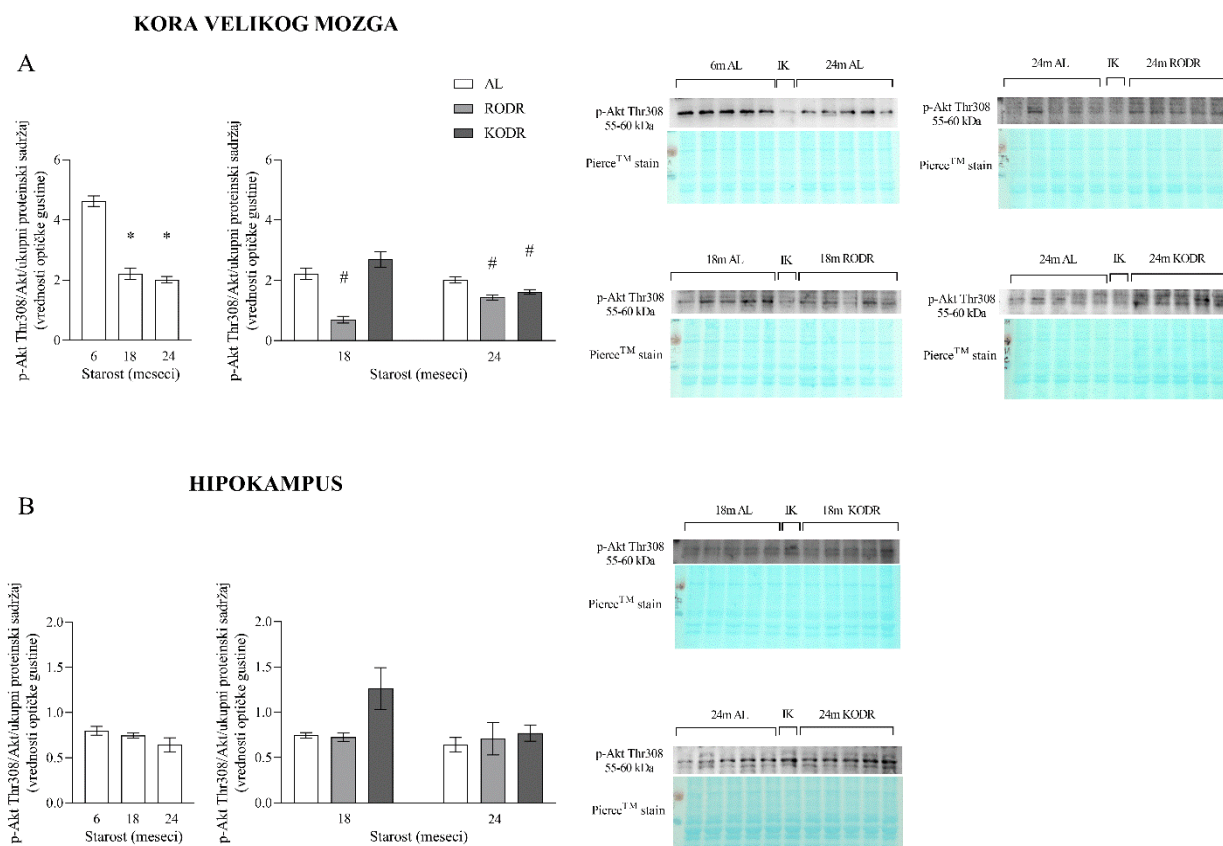 KORA VELIKOG MOZGA
A
AL
RODR
KODR
p-Akt Thr308/Akt/ukupni proteinski sadržaj
(vrednosti optičke gustine)
6
4
2
0
6 18 24
* *
Starost (meseci)
p-Akt Thr308/Akt/ukupni proteinski sadržaj
(vrednosti optičke gustine)
6
4
2
0
# # #
18 24
Starost (meseci)
6m AL IK 24m AL
p-Akt Thr308
55-60 kDa
Pierce™ stain
24m AL IK 24m RODR
p-Akt Thr308
55-60 kDa
Pierce™ stain
18m AL IK 18m RODR
p-Akt Thr308
55-60 kDa
Pierce™ stain
24m AL IK 24m KODR
p-Akt Thr308
55-60 kDa
Pierce™ stain
HIPOKAMPUS
B
p-Akt Thr308/Akt/ukupni proteinski sadržaj
(vrednosti optičke gustine)
2.0
1.5
1.0
0.5
0.0
6 18 24
Starost (meseci)
p-Akt Thr308/Akt/ukupni proteinski sadržaj
(vrednosti optičke gustine)
2.0
1.5
1.0
0.5
0.0
18 24
Starost (meseci)
18m AL IK 18m KODR
p-Akt Thr308
55-60 kDa
Pierce™ stain
24m AL IK 24m KODR
p-Akt Thr308
55-60 kDa
Pierce™ stain